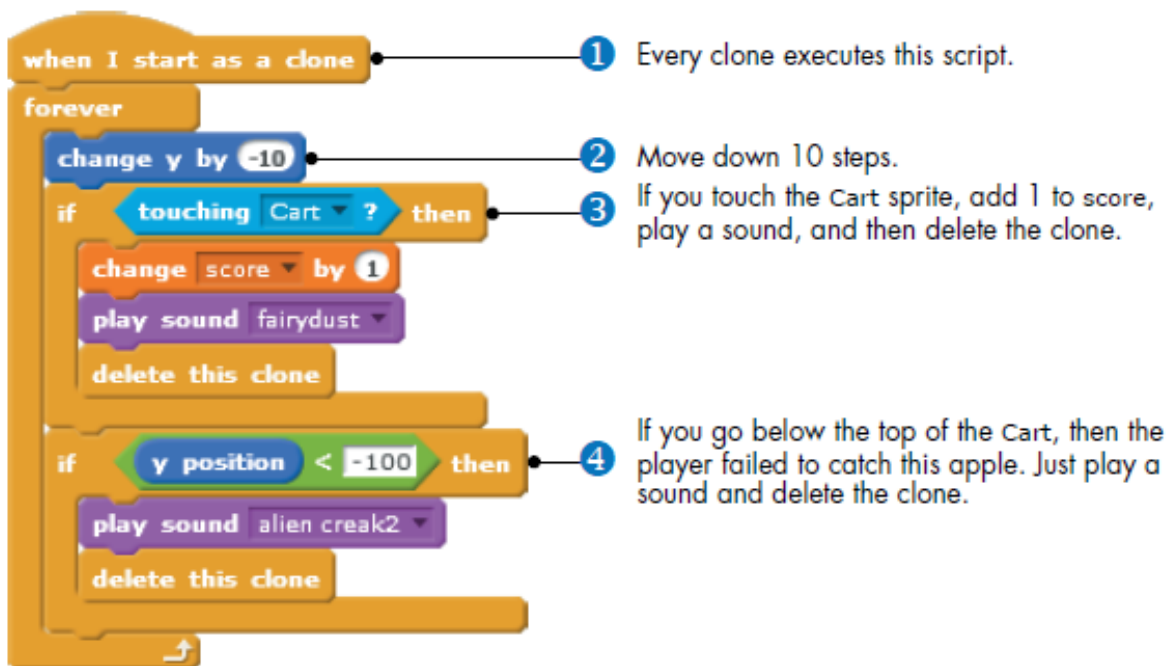 when I start as a clone
1 Every clone executes this script.
forever
change y by -10
2 Move down 10 steps.
if touching Cart ? then
3 If you touch the Cart sprite, add 1 to score,
play a sound, and then delete the clone.
change score by 1
play sound fairydust
delete this clone
if y position < -100 then
4 If you go below the top of the Cart, then the
player failed to catch this apple. Just play a
sound and delete the clone.
play sound alien creak2
delete this clone